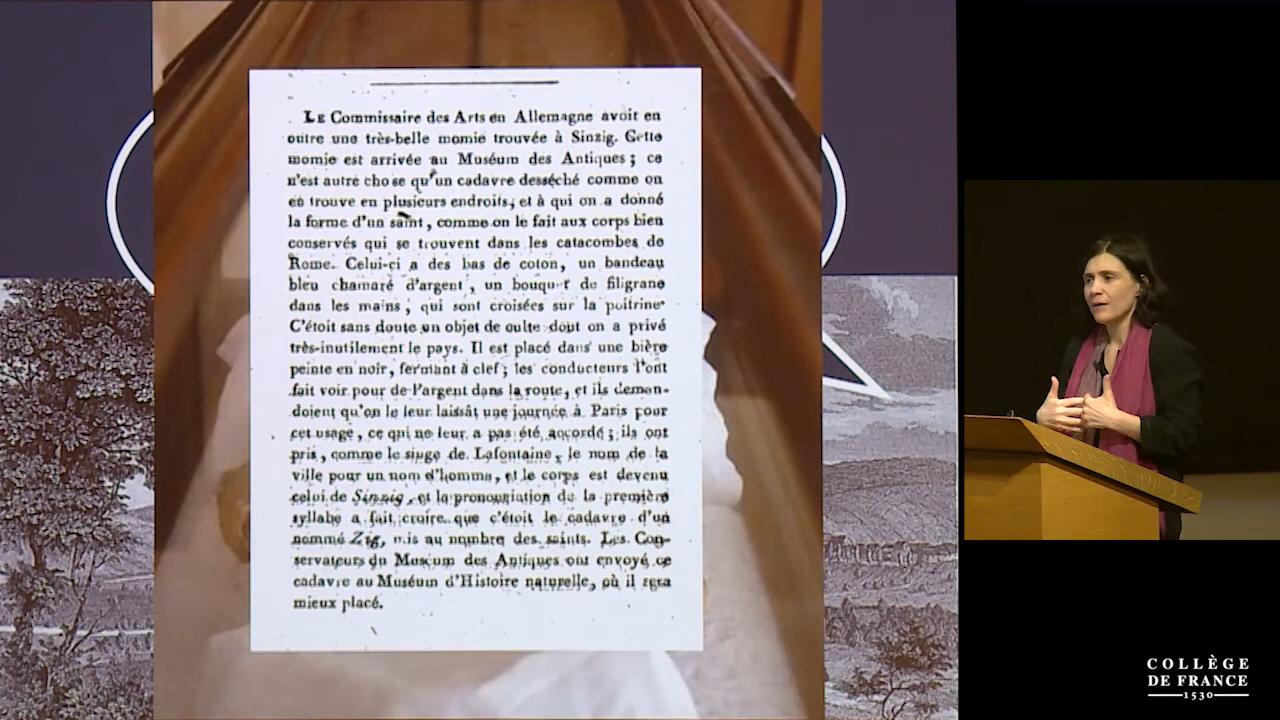 LE Commissaire des Arts en Allemagne avoit en
outre une très-belle momie trouvée à Sinzig. Cette
momie est arrivée au Muséum des Antiques; ce
n'est autre chose qu'un cadavre desséché comme on
en trouve en plusieurs endroits, et à qui on a donné
la forme d'un saint, comme on le fait aux corps bien
conservés qui se trouvent dans les catacombes de
Rome. Celui-çi a des bas de coton, un bandeau
bleu chamaré d'argent, un bouquet de filigrane
dans les mains, qui sont croisées sur la poitrine
C'étoit sans doute un objet de culte dont on a privé
très-inutilement le pays. Il est placé dans une bière
peinte en noir, fermant à clef; les conducteurs l'ont
fait voir pour de l'argent dans la route, et ils deman-
doient qu'on le leur laissât une journée à Paris pour
cet usage, ce qui ne leur a pas été accordé; ils ont
pris, comme le singe de Lafontaine, le nom de la
ville pour un nom d'homme, et le corps est devenu
celui de Sinzig, et la prononciation de la première
syllabe a fait croire que c'étoit le cadavre d'un
nommé Zig, mis au nombre des saints. Les Con-
servateurs du Muséum des Antiques ont envoyé ce
cadavre au Muséum d'Histoire naturelle, où il sera
mieux placé.
COLLÈGE
DE FRANCE
1530